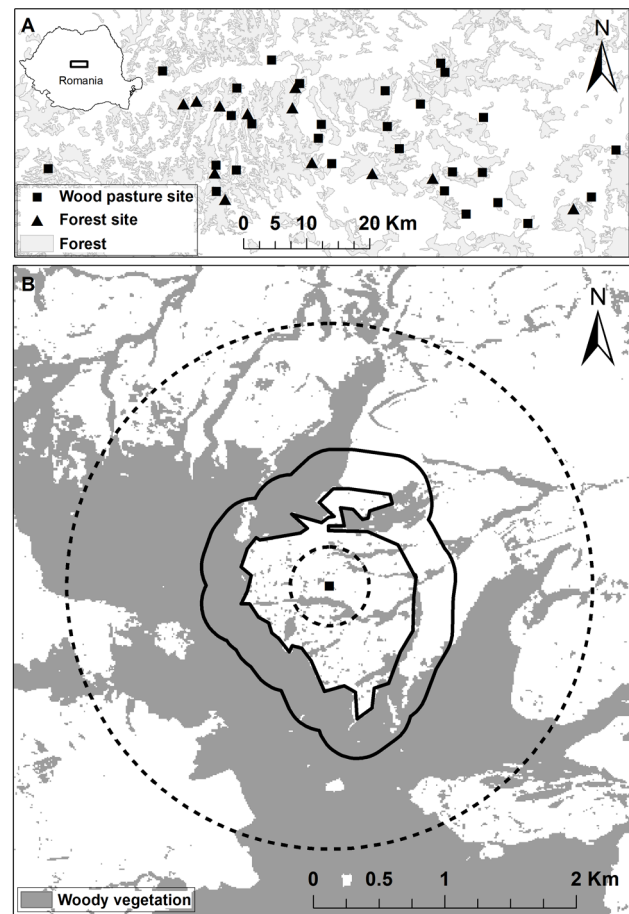 A
N
Romania
Wood pasture site
Forest site
Forest
0 5 10 20 Km
B
N
0 0.5 1 2 Km
Woody vegetation